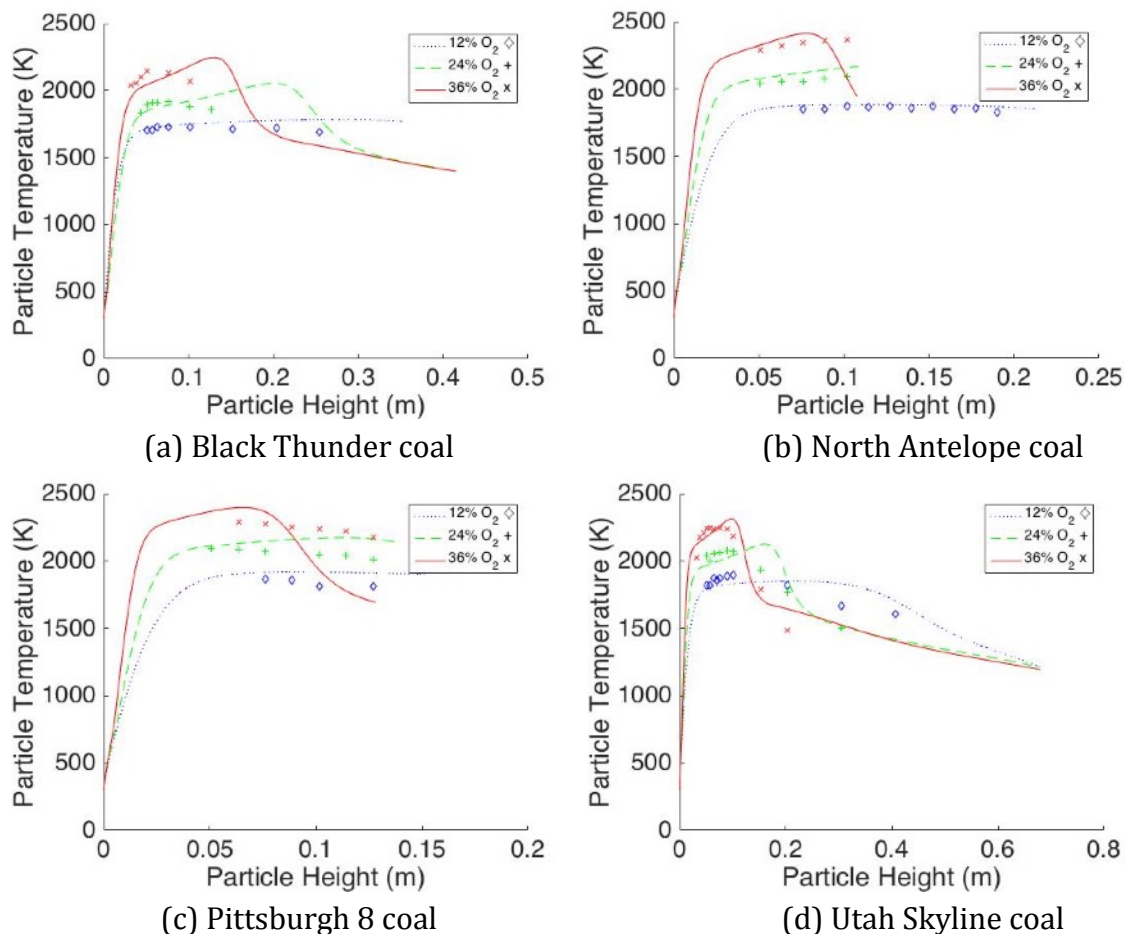 2500
2000
1500
1000
500
0
Particle Temperature (K)
12% O2 ◇
24% O2 +
36% O2 x
0 0.1 0.2 0.3 0.4 0.5
Particle Height (m)
(a) Black Thunder coal
2500
2000
1500
1000
500
0
Particle Temperature (K)
12% O2 ◇
24% O2 +
36% O2 x
0 0.05 0.1 0.15 0.2 0.25
Particle Height (m)
(b) North Antelope coal
2500
2000
1500
1000
500
0
Particle Temperature (K)
12% O2 ◇
24% O2 +
36% O2 x
0 0.05 0.1 0.15 0.2
Particle Height (m)
(c) Pittsburgh 8 coal
2500
2000
1500
1000
500
0
Particle Temperature (K)
12% O2 ◇
24% O2 +
36% O2 x
0 0.2 0.4 0.6 0.8
Particle Height (m)
(d) Utah Skyline coal